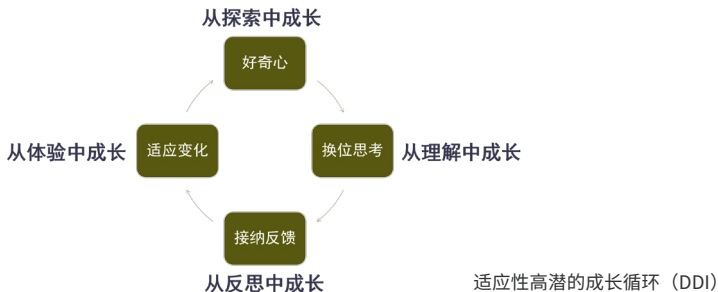 从探索中成长
好奇心
从体验中成长
适应变化
换位思考
从理解中成长
接纳反馈
从反思中成长
适应性高潜的成长循环（DDI）